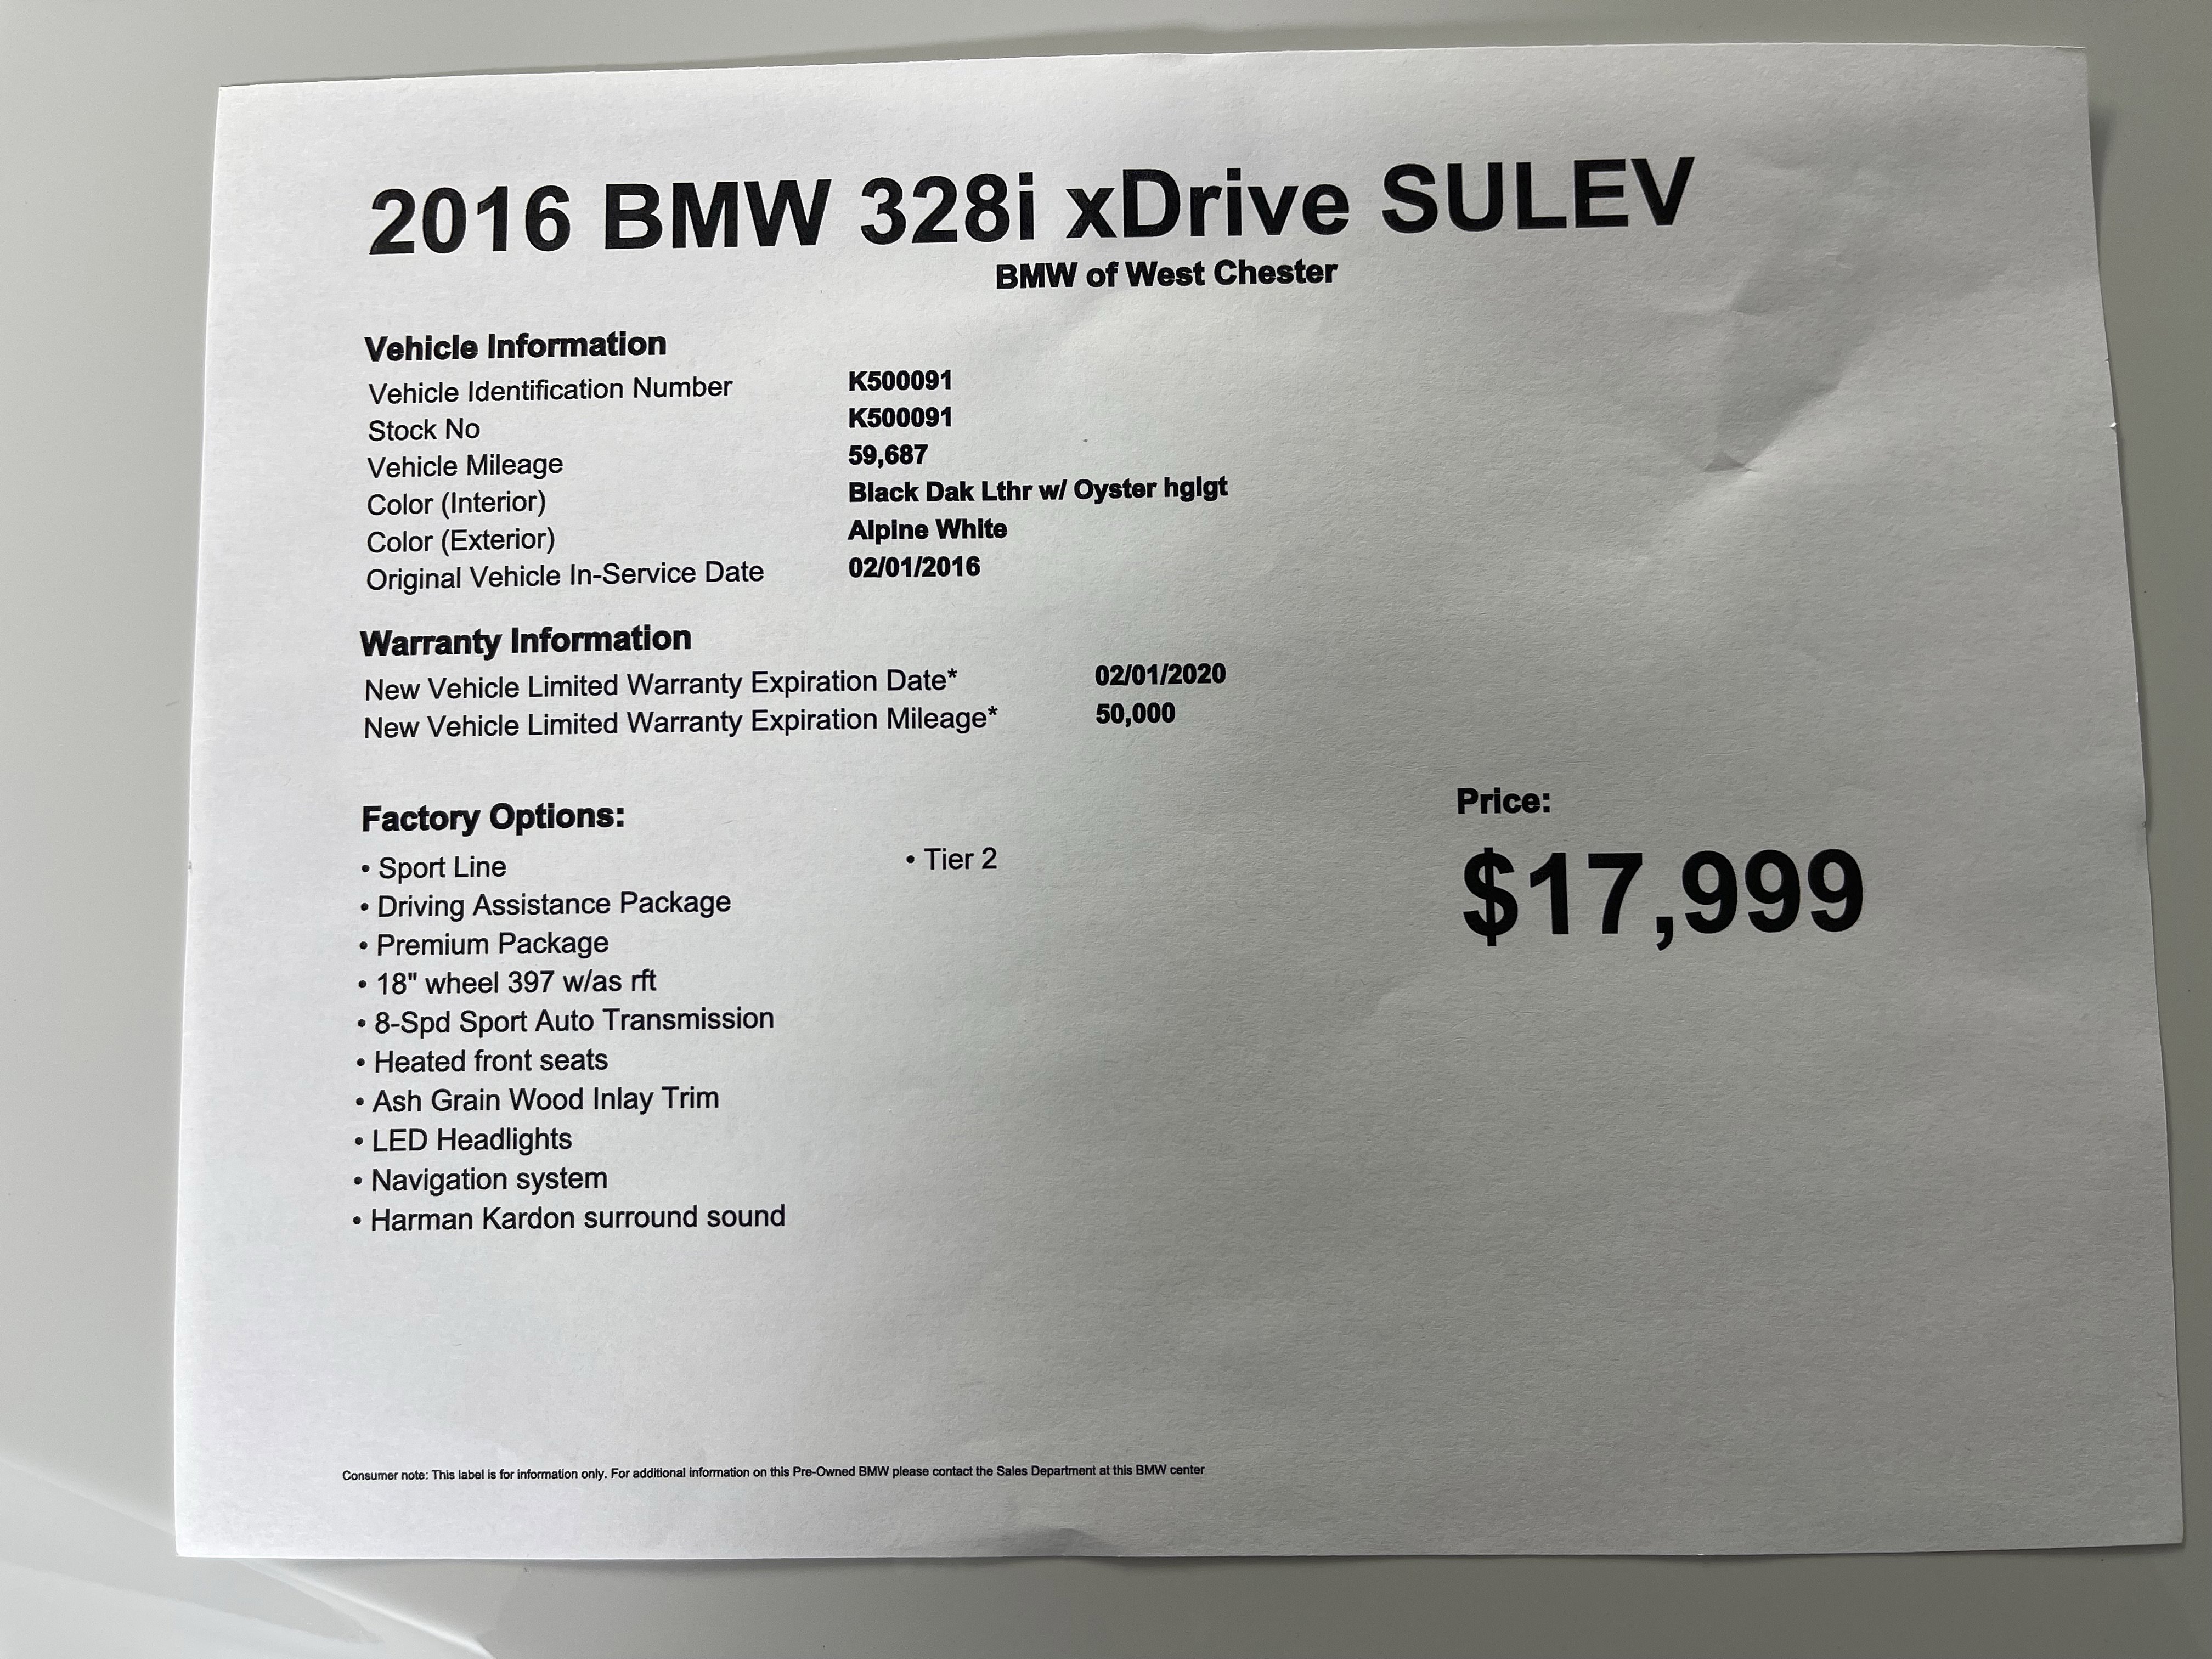 2016 BMW 328i xDrive SULEV
BMW of West Chester
Vehicle Information
Vehicle Identification Number K500091
Stock No K500091
Vehicle Mileage 59,687
Color (Interior) Black Dak Lthr w/ Oyster hglgt
Color (Exterior) Alpine White
Original Vehicle In-Service Date 02/01/2016
Warranty Information
New Vehicle Limited Warranty Expiration Date* 02/01/2020
New Vehicle Limited Warranty Expiration Mileage* 50,000
Factory Options:
• Sport Line
• Driving Assistance Package
• Premium Package
• 18" wheel 397 w/as rft
• 8-Spd Sport Auto Transmission
• Heated front seats
• Ash Grain Wood Inlay Trim
• LED Headlights
• Navigation system
• Harman Kardon surround sound
• Tier 2
Price:
$17,999
Consumer note: This label is for information only. For additional information on this Pre-Owned BMW please contact the Sales Department at this BMW center